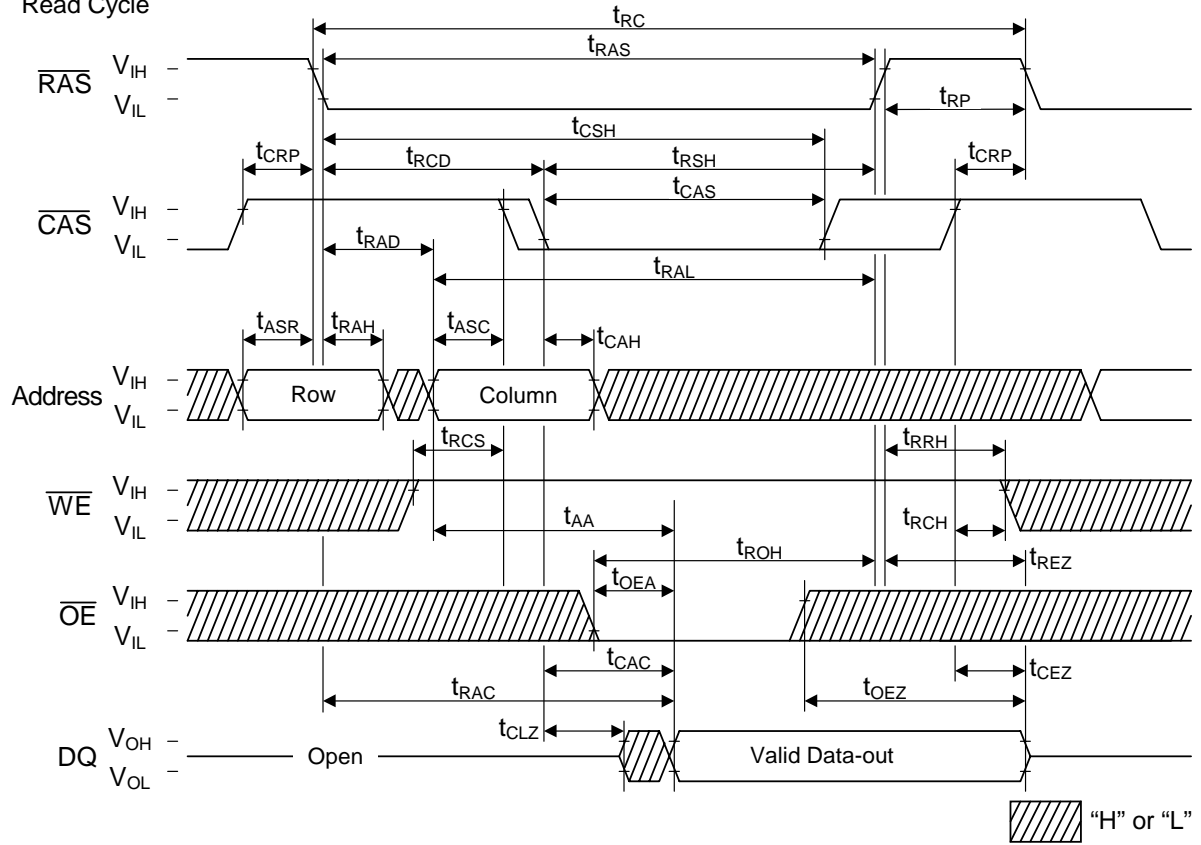 Read Cycle
tRC
RAS
VIH
VIL
tRAS
tRP
tCSH
tCRP
tRCD
tRSH
tCRP
CAS
VIH
VIL
tCAS
tRAD
tRAL
tASR
tRAH
tASC
tCAH
Address
VIH
VIL
Row
Column
tRCS
tRRH
WE
VIH
VIL
tAA
tRCH
tROH
tREZ
OE
VIH
VIL
tOEA
tCAC
tCEZ
tRAC
tOEZ
tCLZ
DQ
VOH
VOL
Open
Valid Data-out
“H” or “L”